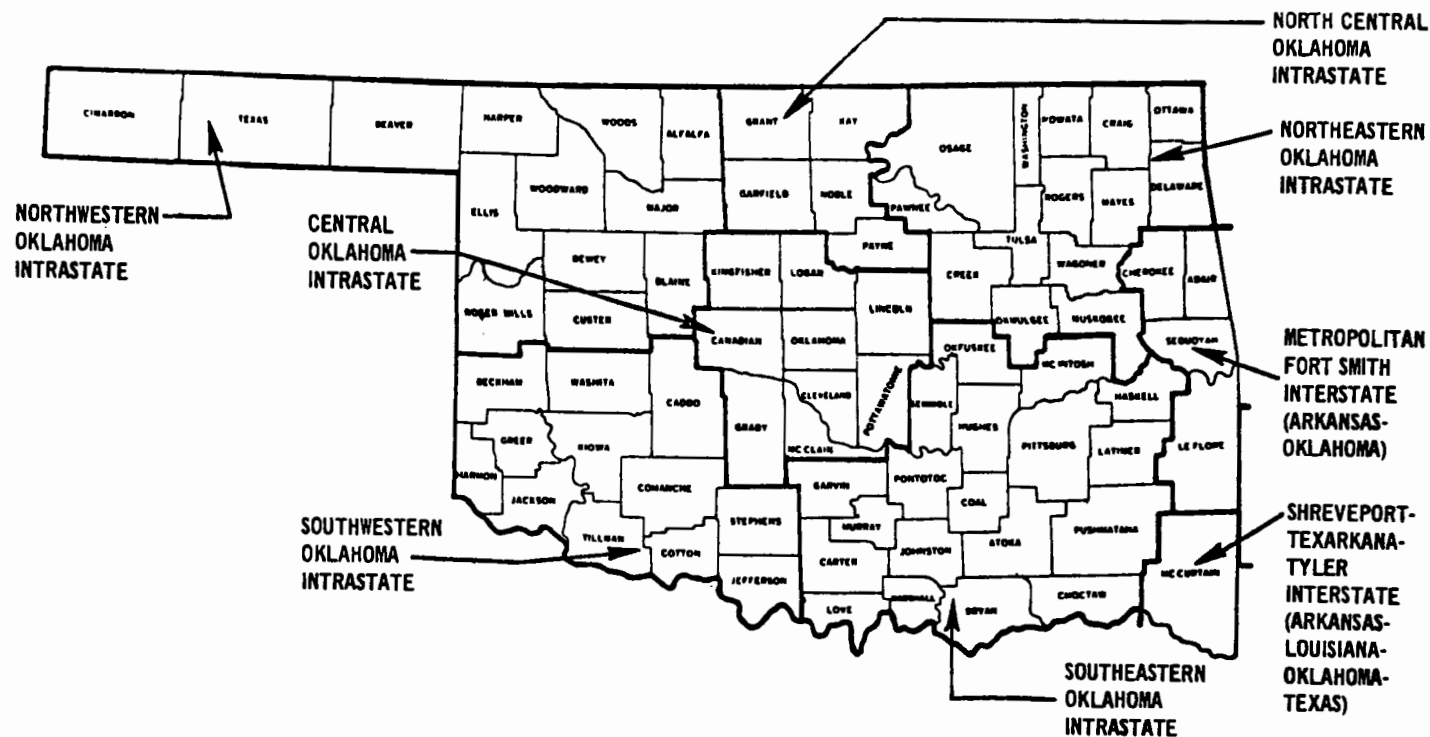 NORTH CENTRAL
OKLAHOMA
INTRASTATE
NORTHEASTERN
OKLAHOMA
INTRASTATE
NORTHWESTERN
OKLAHOMA
INTRASTATE
CENTRAL
OKLAHOMA
INTRASTATE
METROPOLITAN
FORT SMITH
INTERSTATE
(ARKANSAS-
OKLAHOMA)
SOUTHWESTERN
OKLAHOMA
INTRASTATE
SHREVEPORT-
TEXARKANA-
TYLER
INTERSTATE
(ARKANSAS-
LOUISIANA-
OKLAHOMA-
TEXAS)
SOUTHEASTERN
OKLAHOMA
INTRASTATE
CIMARRON
TEXAS
BEAVER
HARPER
WOODS
ALFALFA
GRANT
KAY
OSAGE
WASHINGTON
NOWATA
CRAIG
OTTAWA
ELLIS
WOODWARD
MAJOR
GARFIELD
NOBLE
PAWNEE
ROGERS
MAYES
DELAWARE
DEWEY
BLAINE
KINGFISHER
LOGAN
PAYNE
CREEK
TULSA
WAGONER
CHEROKEE
ADAIR
ROGER MILLS
CUSTER
CANADIAN
OKLAHOMA
LINCOLN
OKFUSKEE
OKMULGEE
MUSKOGEE
SEQUOYAH
BECKHAM
WASHITA
CADDO
GRADY
CLEVELAND
POTTAWATOMIE
SEMINOLE
HUGHES
MC INTOSH
HASKELL
GREER
KIOWA
MC CLAIN
PITTSBURG
LATIMER
LE FLORE
HARMON
JACKSON
COMANCHE
STEPHENS
GARVIN
PONTOTOC
COAL
TILLMAN
COTTON
JEFFERSON
MURRAY
CARTER
JOHNSTON
ATOKA
PUSHMATAHA
MC CURTAIN
LOVE
MARSHALL
BRYAN
CHOCTAW